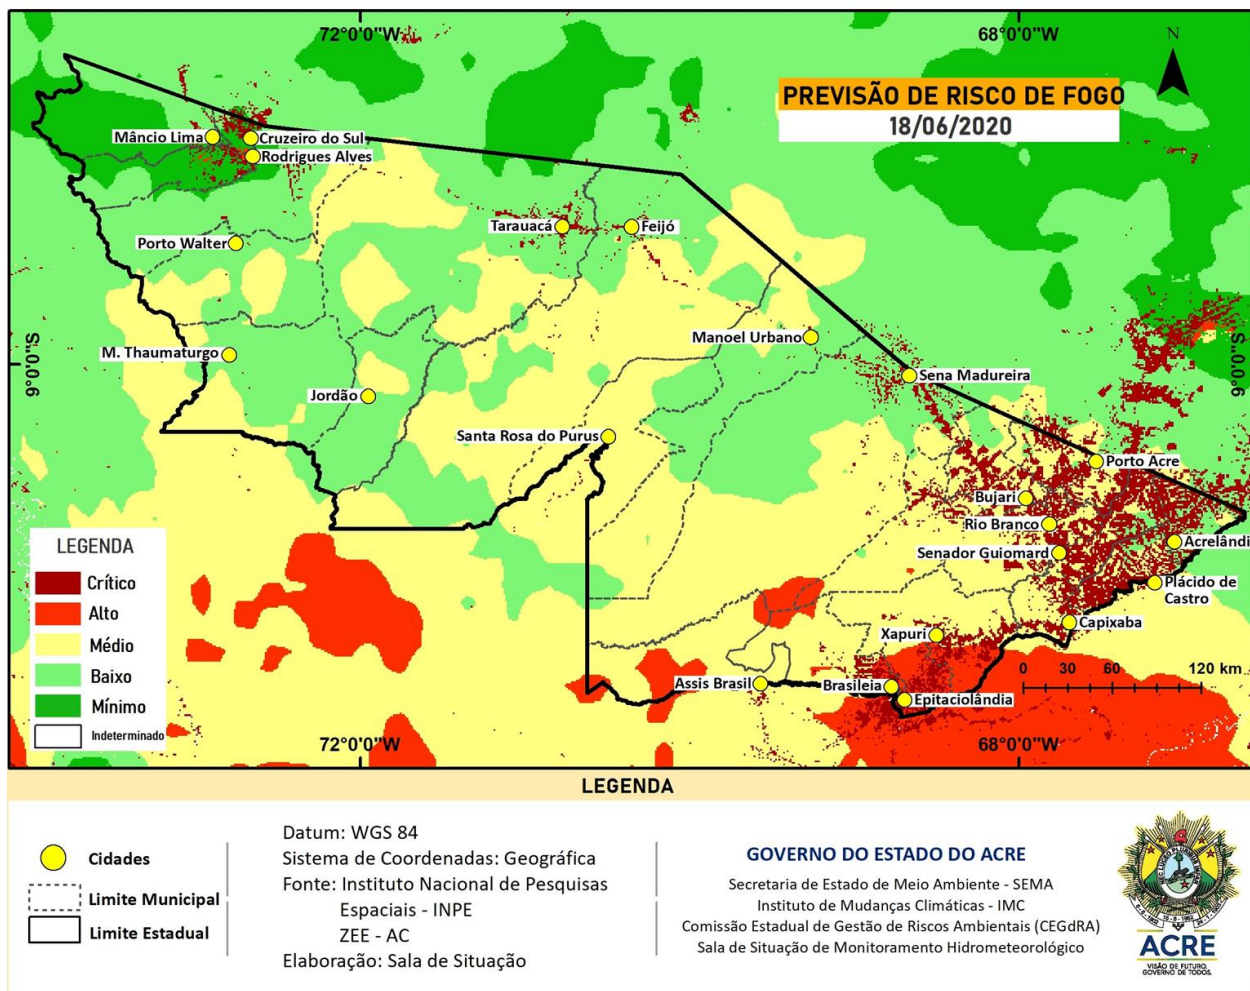 72°0'0"W
68°0'0"W
N
PREVISÃO DE RISCO DE FOGO
18/06/2020
Mâncio Lima
Cruzeiro do Sul
Rodrigues Alves
Tarauacá
Feijó
Porto Walter
Manoel Urbano
9°0'0"S
9°0'0"S
M. Thaumaturgo
Sena Madureira
Jordão
Santa Rosa do Purus
Porto Acre
Bujari
Rio Branco
Acrelândi
Senador Guiomard
Plácido de
Castro
Capixaba
Xapuri
Assis Brasil
Brasileia
Epitaciolândia
0 30 60 120 km
72°0'0"W
68°0'0"W
LEGENDA
Crítico
Alto
Médio
Baixo
Mínimo
Indeterminado
LEGENDA
Cidades
Limite Municipal
Limite Estadual
Datum: WGS 84
Sistema de Coordenadas: Geográfica
Fonte: Instituto Nacional de Pesquisas
Espaciais - INPE
ZEE - AC
Elaboração: Sala de Situação
GOVERNO DO ESTADO DO ACRE
Secretaria de Estado de Meio Ambiente - SEMA
Instituto de Mudanças Climáticas - IMC
Comissão Estadual de Gestão de Riscos Ambientais (CEGdRA)
Sala de Situação de Monitoramento Hidrometeorológico
ACRE
VISÃO DE FUTURO.
GOVERNO DE TODOS.